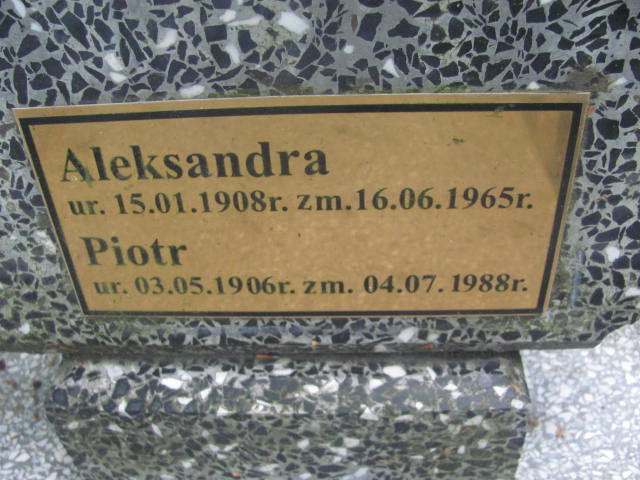 Aleksandra
ur. 15.01.1908r. zm.16.06.1965r.
Piotr
ur. 03.05.1906r. zm. 04.07.1988r.